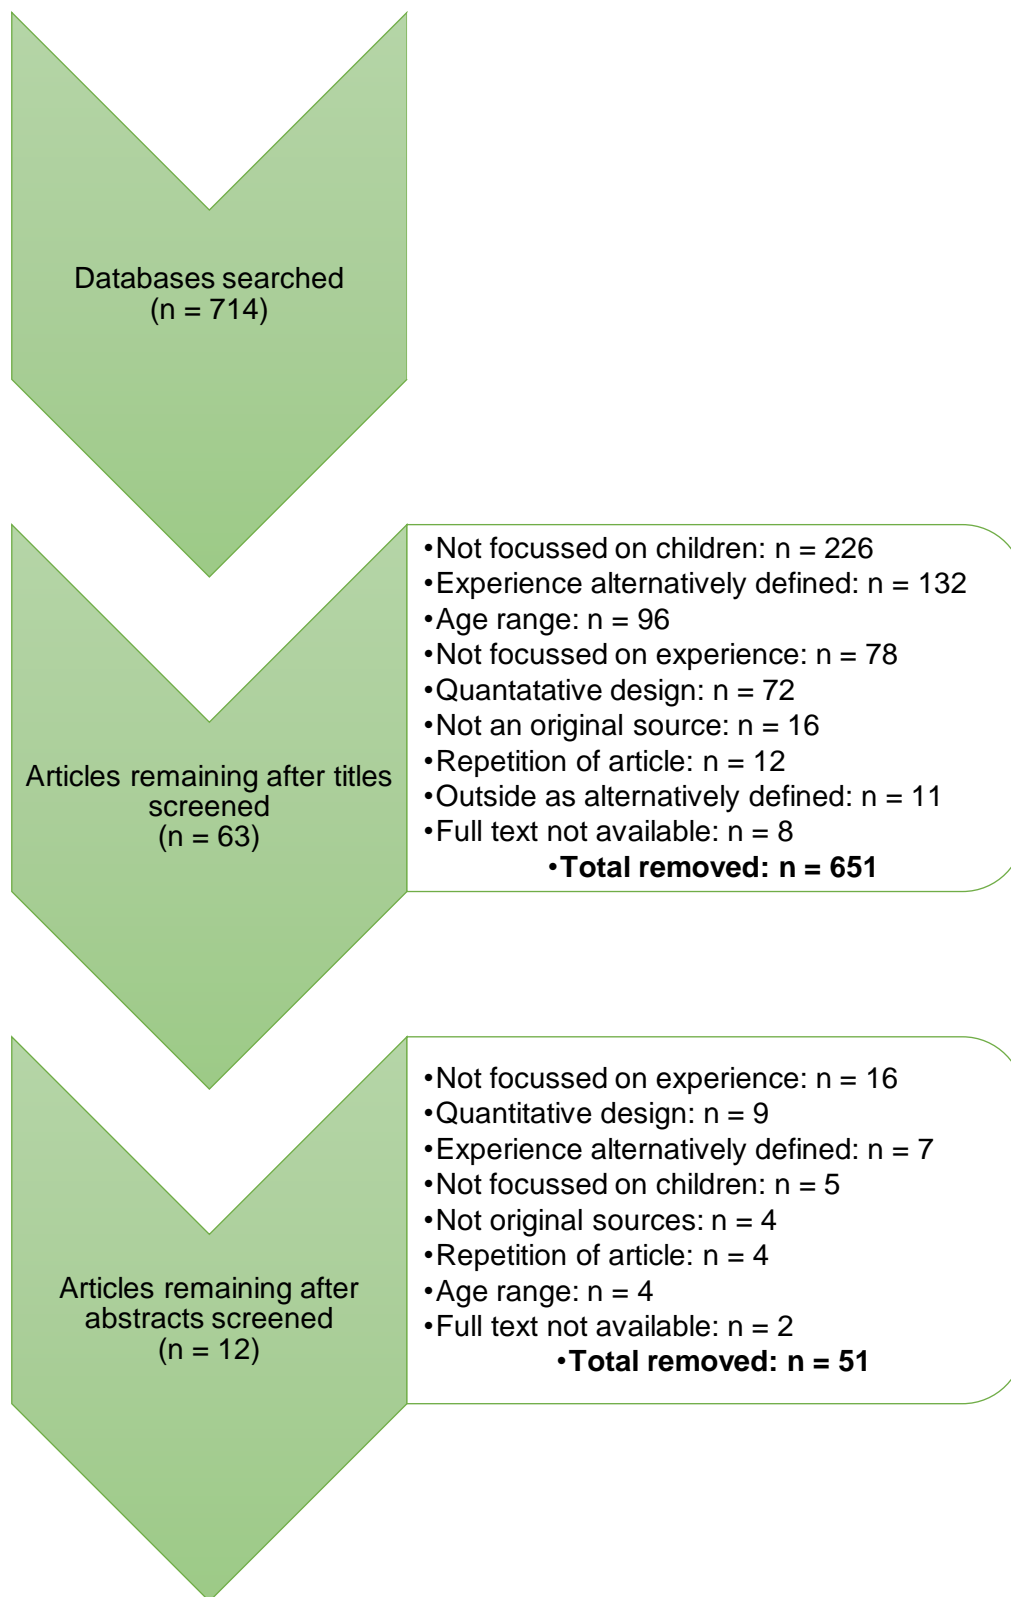 Databases searched
(n = 714)
Articles remaining after titles
screened
(n = 63)
•Not focussed on children: n = 226
•Experience alternatively defined: n = 132
•Age range: n = 96
•Not focussed on experience: n = 78
•Quantatative design: n = 72
•Not an original source: n = 16
•Repetition of article: n = 12
•Outside as alternatively defined: n = 11
•Full text not available: n = 8
•Total removed: n = 651
Articles remaining after
abstracts screened
(n = 12)
•Not focussed on experience: n = 16
•Quantitative design: n = 9
•Experience alternatively defined: n = 7
•Not focussed on children: n = 5
•Not original sources: n = 4
•Repetition of article: n = 4
•Age range: n = 4
•Full text not available: n = 2
•Total removed: n = 51